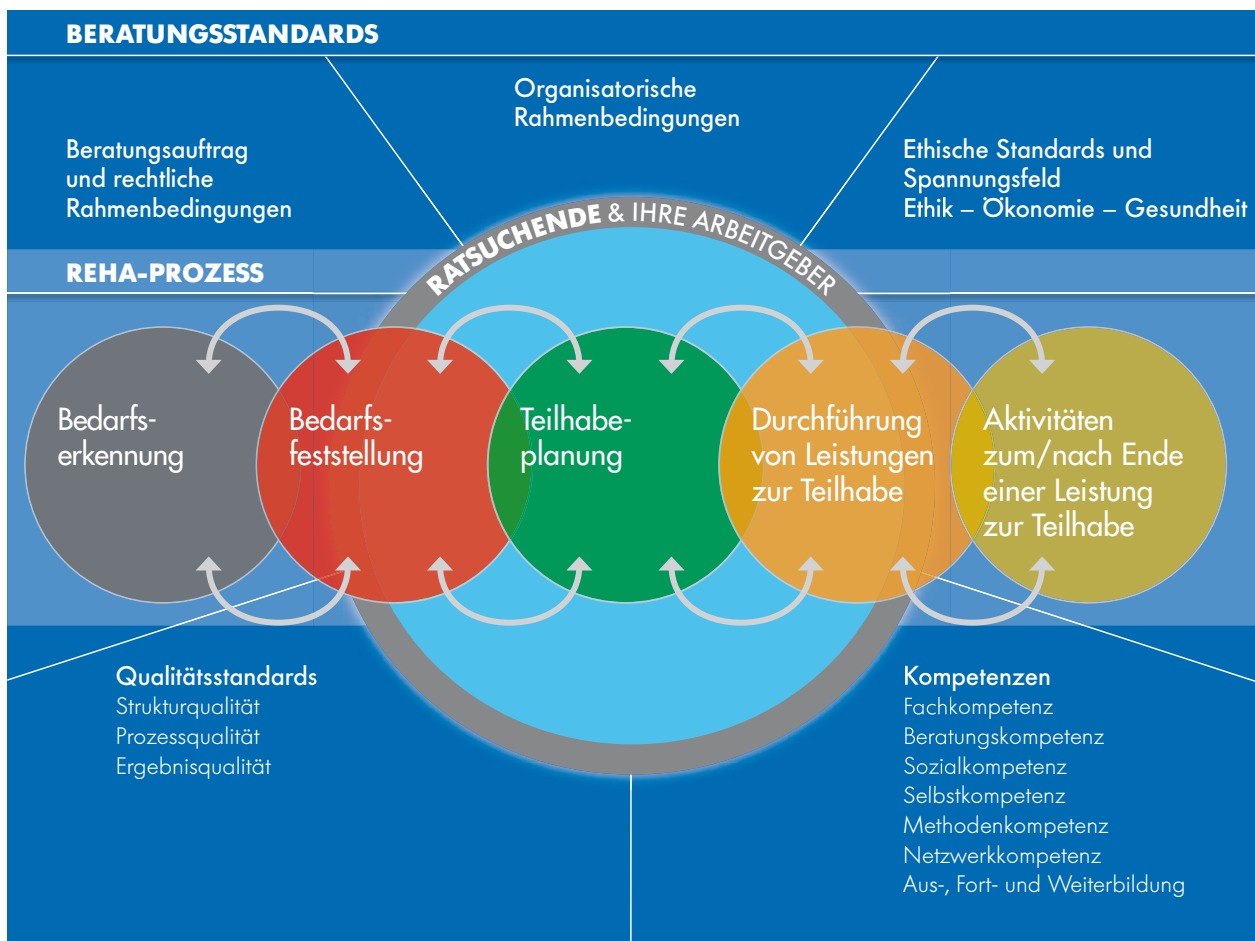 BERATUNGSSTANDARDS
Organisatorische
Rahmenbedingungen
Beratungsauftrag
und rechtliche
Rahmenbedingungen
Ethische Standards und
Spannungsfeld
Ethik – Ökonomie – Gesundheit
RATSUCHENDE & IHRE ARBEITGEBER
REHA-PROZESS
Bedarfs-
erkennung
Bedarfs-
feststellung
Teilhabe-
planung
Durchführung
von Leistungen
zur Teilhabe
Aktivitäten
zum/nach Ende
einer Leistung
zur Teilhabe
Qualitätsstandards
Strukturqualität
Prozessqualität
Ergebnisqualität
Kompetenzen
Fachkompetenz
Beratungskompetenz
Sozialkompetenz
Selbstkompetenz
Methodenkompetenz
Netzwerkkompetenz
Aus-, Fort- und Weiterbildung